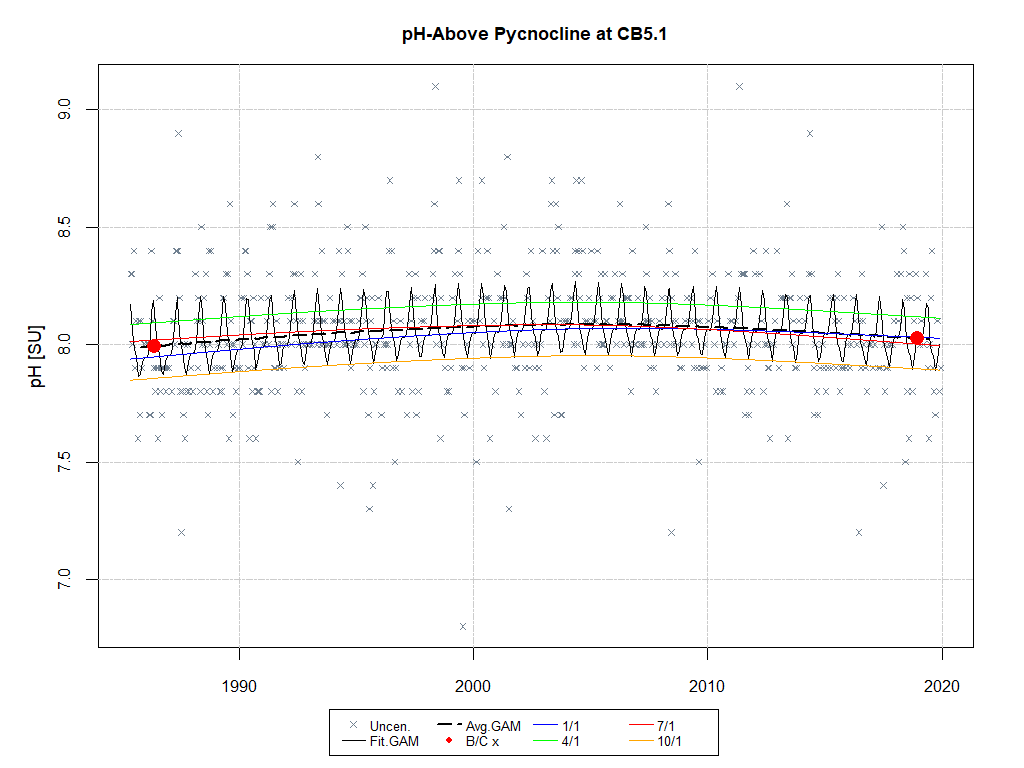 pH-Above Pycnocline at CB5.1
pH [SU]
9.0
8.5
8.0
7.5
7.0
1990
2000
2010
2020
Uncen.
Avg.GAM
1/1
7/1
Fit.GAM
B/C x
4/1
10/1